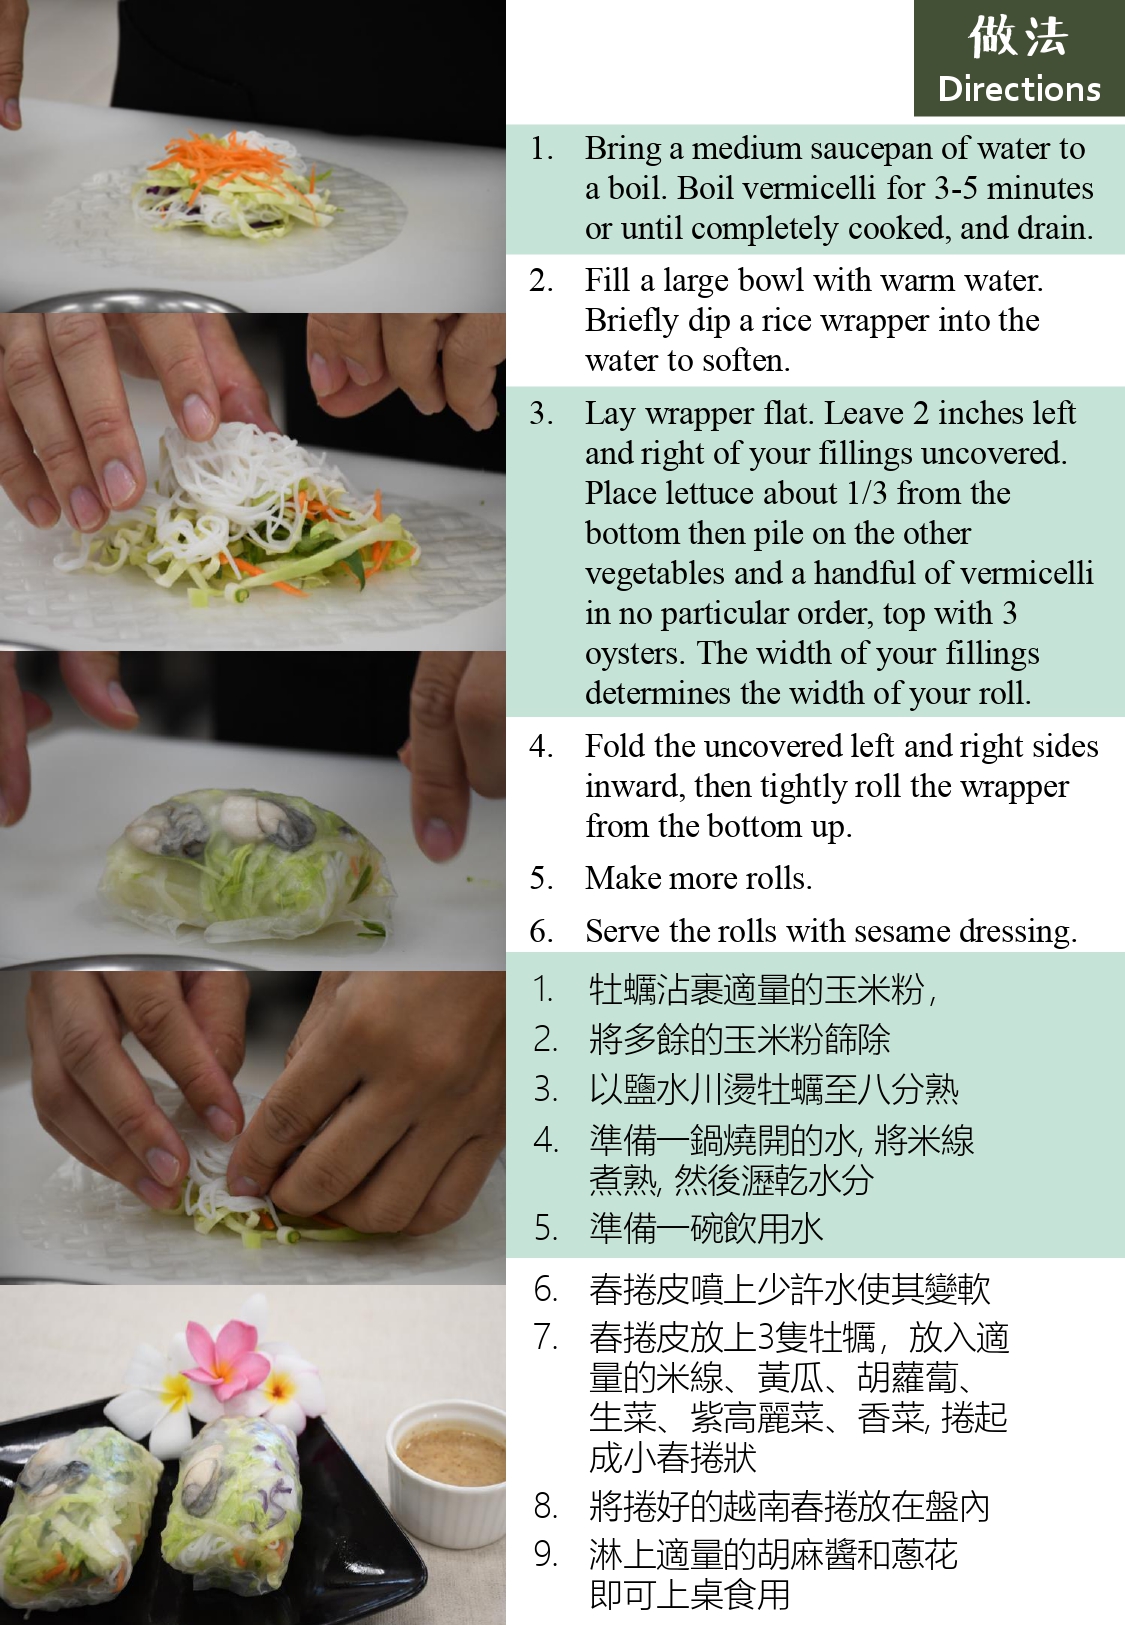 做法
Directions
1. Bring a medium saucepan of water to
a boil. Boil vermicelli for 3-5 minutes
or until completely cooked, and drain.
2. Fill a large bowl with warm water.
Briefly dip a rice wrapper into the
water to soften.
3. Lay wrapper flat. Leave 2 inches left
and right of your fillings uncovered.
Place lettuce about 1/3 from the
bottom then pile on the other
vegetables and a handful of vermicelli
in no particular order, top with 3
oysters. The width of your fillings
determines the width of your roll.
4. Fold the uncovered left and right sides
inward, then tightly roll the wrapper
from the bottom up.
5. Make more rolls.
6. Serve the rolls with sesame dressing.
1. 牡蠣沾裹適量的玉米粉,
2. 將多餘的玉米粉篩除
3. 以鹽水川燙牡蠣至八分熟
4. 準備一鍋燒開的水, 將米線
煮熟, 然後瀝乾水分
5. 準備一碗飲用水
6. 春捲皮噴上少許水使其變軟
7. 春捲皮放上3隻牡犡，放入適
量的米線、黃瓜、胡蘿蔔、
生菜、紫高麗菜、香菜, 捲起
成小春捲狀
8. 將捲好的越南春捲放在盤內
9. 淋上適量的胡麻醬和蔥花
即可上桌食用